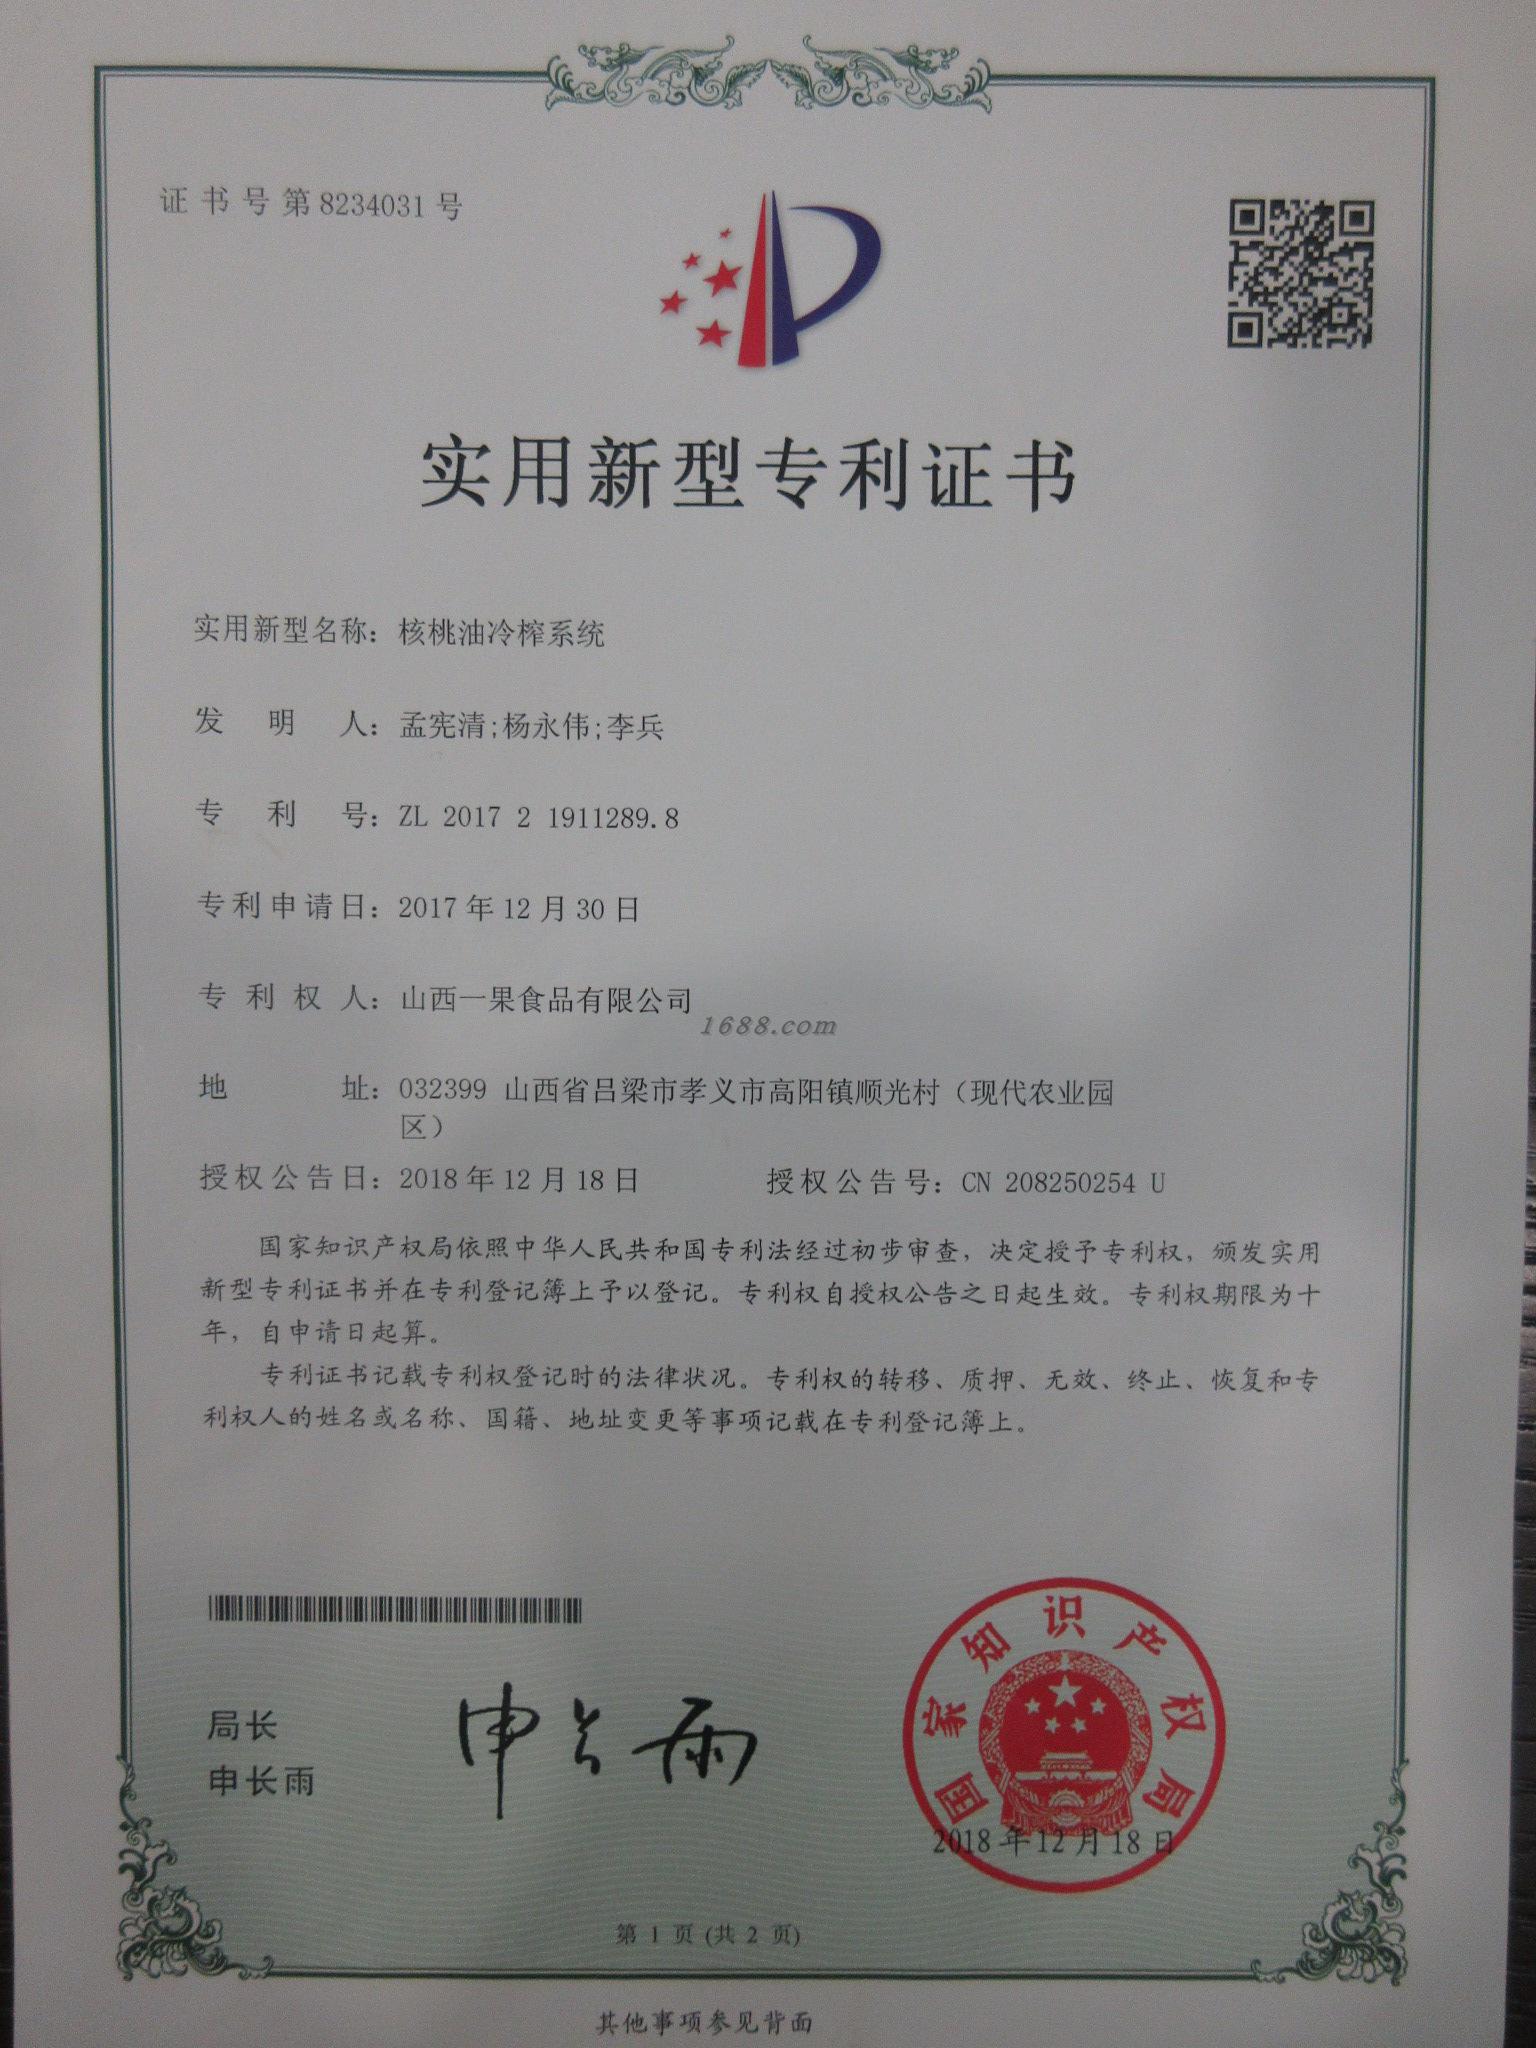 证书号第8234031号
实用新型专利证书
实用新型名称：核桃油冷榨系统
发明人：孟宪清;杨永伟;李兵
专利号：ZL 2017 2 1911289.8
专利申请日：2017年12月30日
专利权人：山西一果食品有限公司
1688.com
地址：032399 山西省吕梁市孝义市高阳镇顺光村（现代农业园
区）
授权公告日：2018年12月18日 授权公告号：CN 208250254 U
国家知识产权局依照中华人民共和国专利法经过初步审查，决定授予专利权，颁发实用
新型专利证书并在专利登记簿上予以登记。专利权自授权公告之日起生效。专利权期限为十
年，自申请日起算。
专利证书记载专利权登记时的法律状况。专利权的转移、质押、无效、终止、恢复和专
利权人的姓名或名称、国籍、地址变更等事项记载在专利登记簿上。
局长
申长雨
申长雨
国家知识产权局
2018年12月18日
第 1 页 (共 2 页)
其他事项参见背面